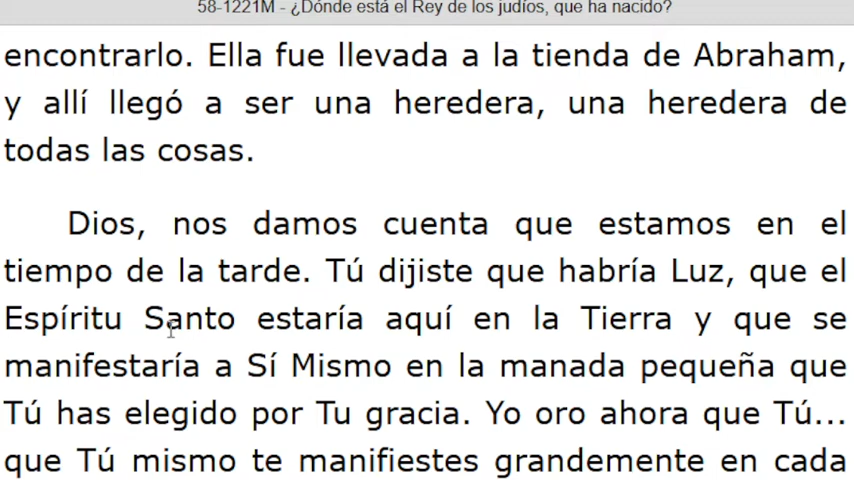 58-1221M - ¿Dónde está el Rey de los judíos, que ha nacido?
encontrarlo. Ella fue llevada a la tienda de Abraham,
y allí llegó a ser una heredera, una heredera de
todas las cosas.
Dios, nos damos cuenta que estamos en el
tiempo de la tarde. Tú dijiste que habría Luz, que el
Espíritu Santo estaría aquí en la Tierra y que se
manifestaría a Sí Mismo en la manada pequeña que
Tú has elegido por Tu gracia. Yo oro ahora que Tú...
que Tú mismo te manifiestes grandemente en cada